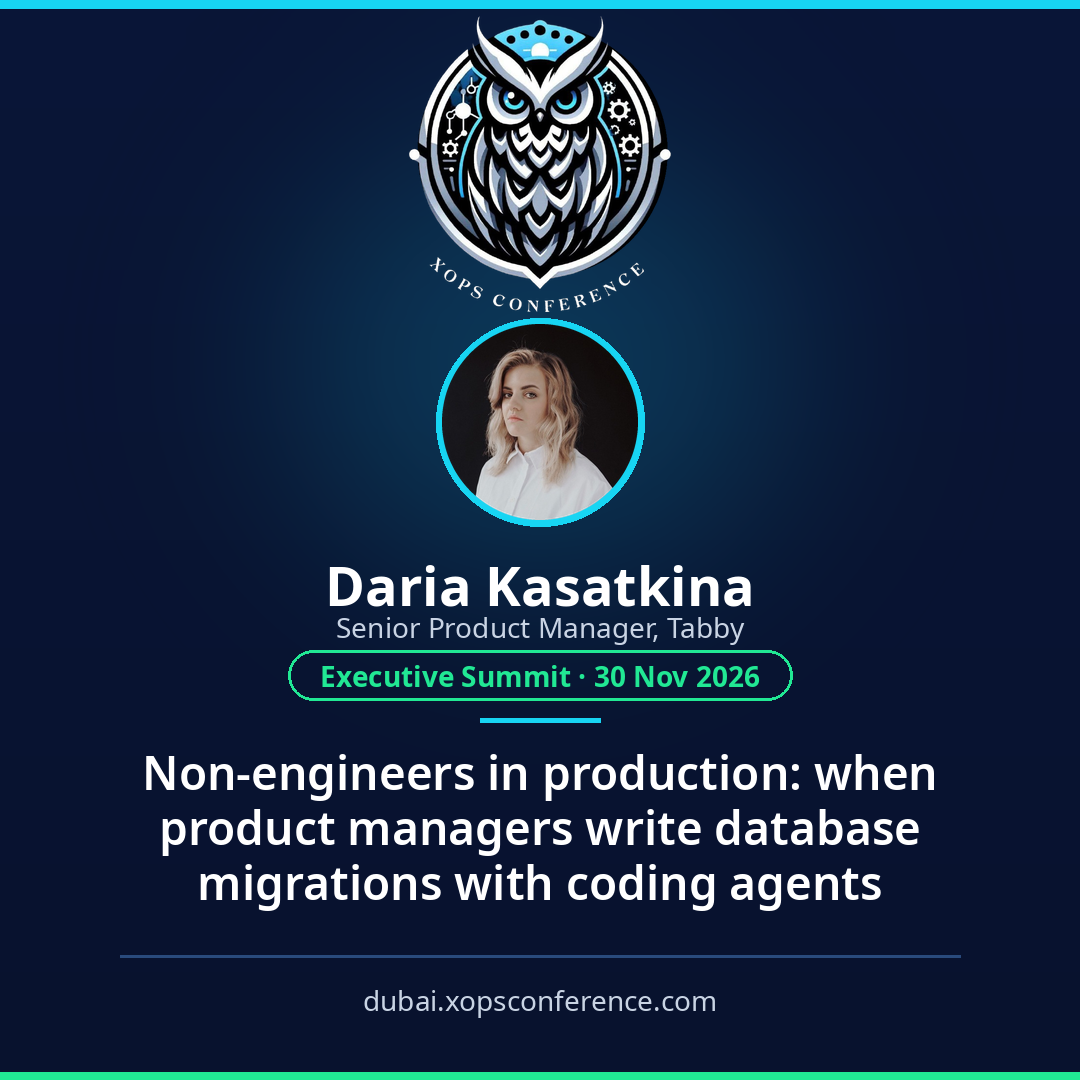 XOPS CONFERENCE
Daria Kasatkina
Senior Product Manager, Tabby
Executive Summit · 30 Nov 2026
Non-engineers in production: when
product managers write database
migrations with coding agents
dubai.xopsconference.com